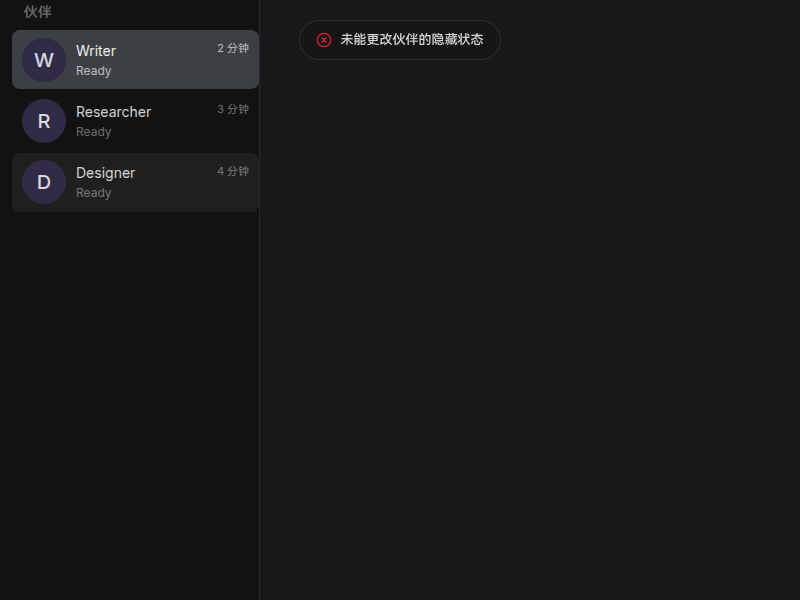 伙伴
W
Writer
2 分钟
Ready
R
Researcher
3 分钟
Ready
D
Designer
4 分钟
Ready
未能更改伙伴的隐藏状态